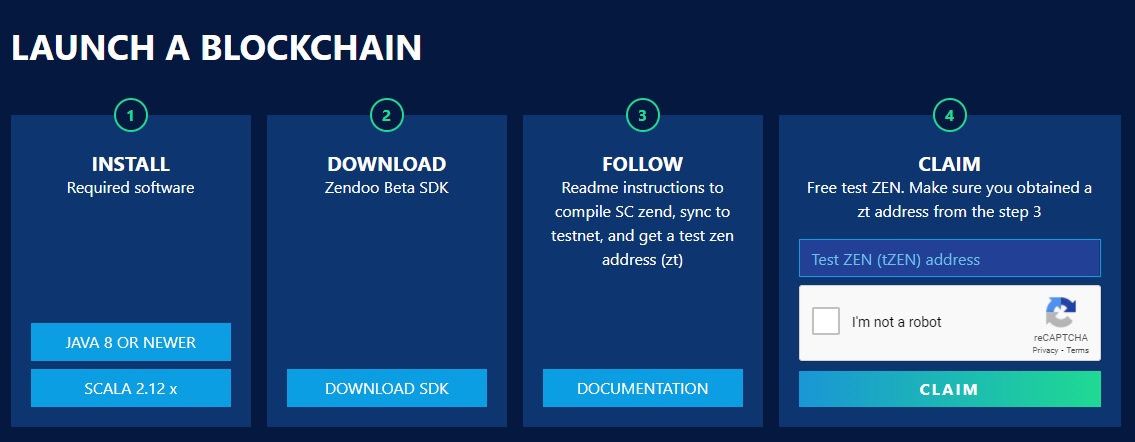 LAUNCH A BLOCKCHAIN
1
INSTALL
Required software
JAVA 8 OR NEWER
SCALA 2.12 x
2
DOWNLOAD
Zendoo Beta SDK
DOWNLOAD SDK
3
FOLLOW
Readme instructions to
compile SC zend, sync to
testnet, and get a test zen
address (zt)
DOCUMENTATION
4
CLAIM
Free test ZEN. Make sure you obtained a
zt address from the step 3
Test ZEN (tZEN) address
I'm not a robot
reCAPTCHA
Privacy - Terms
CLAIM